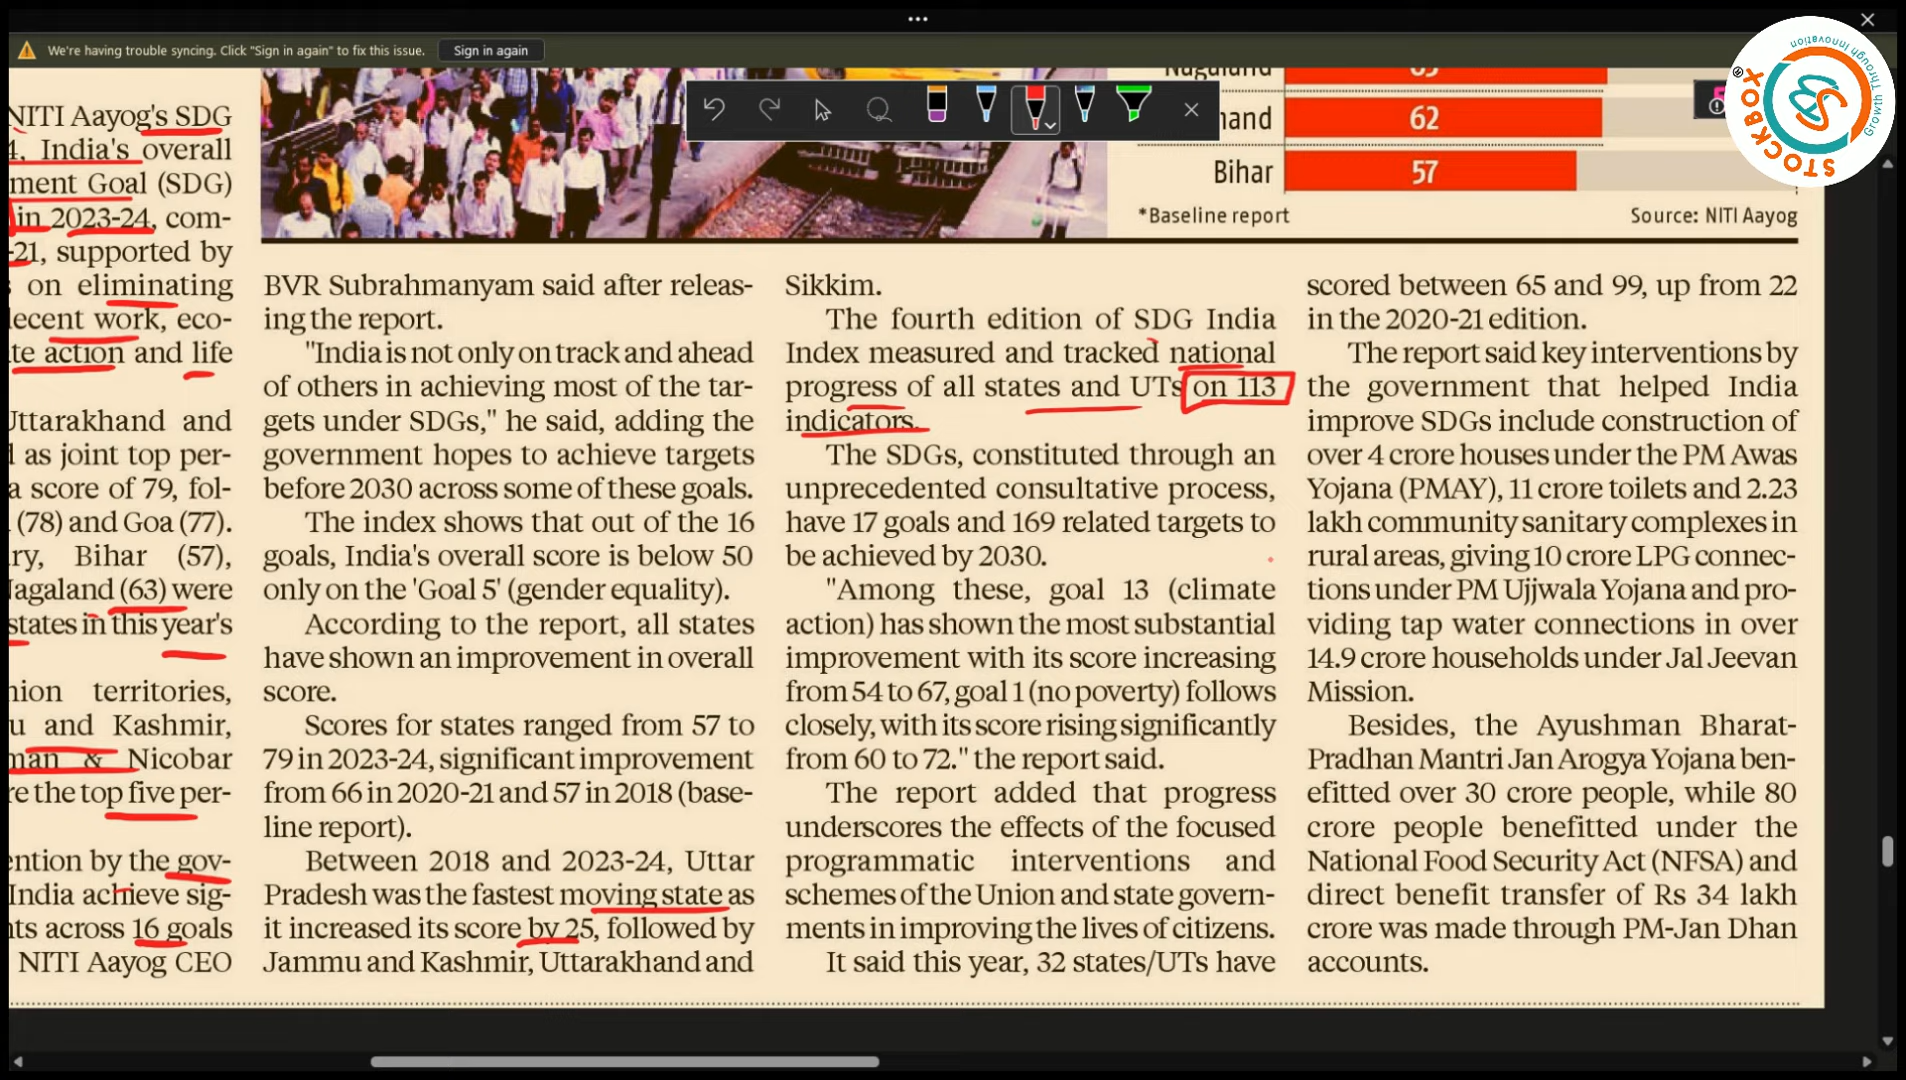 We're having trouble syncing. Click "Sign in again" to fix this issue.
Sign in again
STOCKBOX
Growth Through Innovation
Nagaland
62
Bihar
57
*Baseline report
Source: NITI Aayog
NITI Aayog's SDG
4, India's overall
ment Goal (SDG)
in 2023-24, com-
-21, supported by
on eliminating
decent work, eco-
te action and life
Uttarakhand and
as joint top per-
a score of 79, fol-
(78) and Goa (77).
ry, Bihar (57),
Nagaland (63) were
states in this year's
nion territories,
u and Kashmir,
man & Nicobar
re the top five per-
ention by the gov-
India achieve sig-
nts across 16 goals
NITI Aayog CEO
BVR Subrahmanyam said after releas-
ing the report.
"India is not only on track and ahead
of others in achieving most of the tar-
gets under SDGs," he said, adding the
government hopes to achieve targets
before 2030 across some of these goals.
The index shows that out of the 16
goals, India's overall score is below 50
only on the 'Goal 5' (gender equality).
According to the report, all states
have shown an improvement in overall
score.
Scores for states ranged from 57 to
79 in 2023-24, significant improvement
from 66 in 2020-21 and 57 in 2018 (base-
line report).
Between 2018 and 2023-24, Uttar
Pradesh was the fastest moving state as
it increased its score by 25, followed by
Jammu and Kashmir, Uttarakhand and
Sikkim.
The fourth edition of SDG India
Index measured and tracked national
progress of all states and UTs on 113
indicators.
The SDGs, constituted through an
unprecedented consultative process,
have 17 goals and 169 related targets to
be achieved by 2030.
"Among these, goal 13 (climate
action) has shown the most substantial
improvement with its score increasing
from 54 to 67, goal 1 (no poverty) follows
closely, with its score rising significantly
from 60 to 72." the report said.
The report added that progress
underscores the effects of the focused
programmatic interventions and
schemes of the Union and state govern-
ments in improving the lives of citizens.
It said this year, 32 states/UTs have
scored between 65 and 99, up from 22
in the 2020-21 edition.
The report said key interventions by
the government that helped India
improve SDGs include construction of
over 4 crore houses under the PM Awas
Yojana (PMAY), 11 crore toilets and 2.23
lakh community sanitary complexes in
rural areas, giving 10 crore LPG connec-
tions under PM Ujjwala Yojana and pro-
viding tap water connections in over
14.9 crore households under Jal Jeevan
Mission.
Besides, the Ayushman Bharat-
Pradhan Mantri Jan Arogya Yojana ben-
efitted over 30 crore people, while 80
crore people benefitted under the
National Food Security Act (NFSA) and
direct benefit transfer of Rs 34 lakh
crore was made through PM-Jan Dhan
accounts.